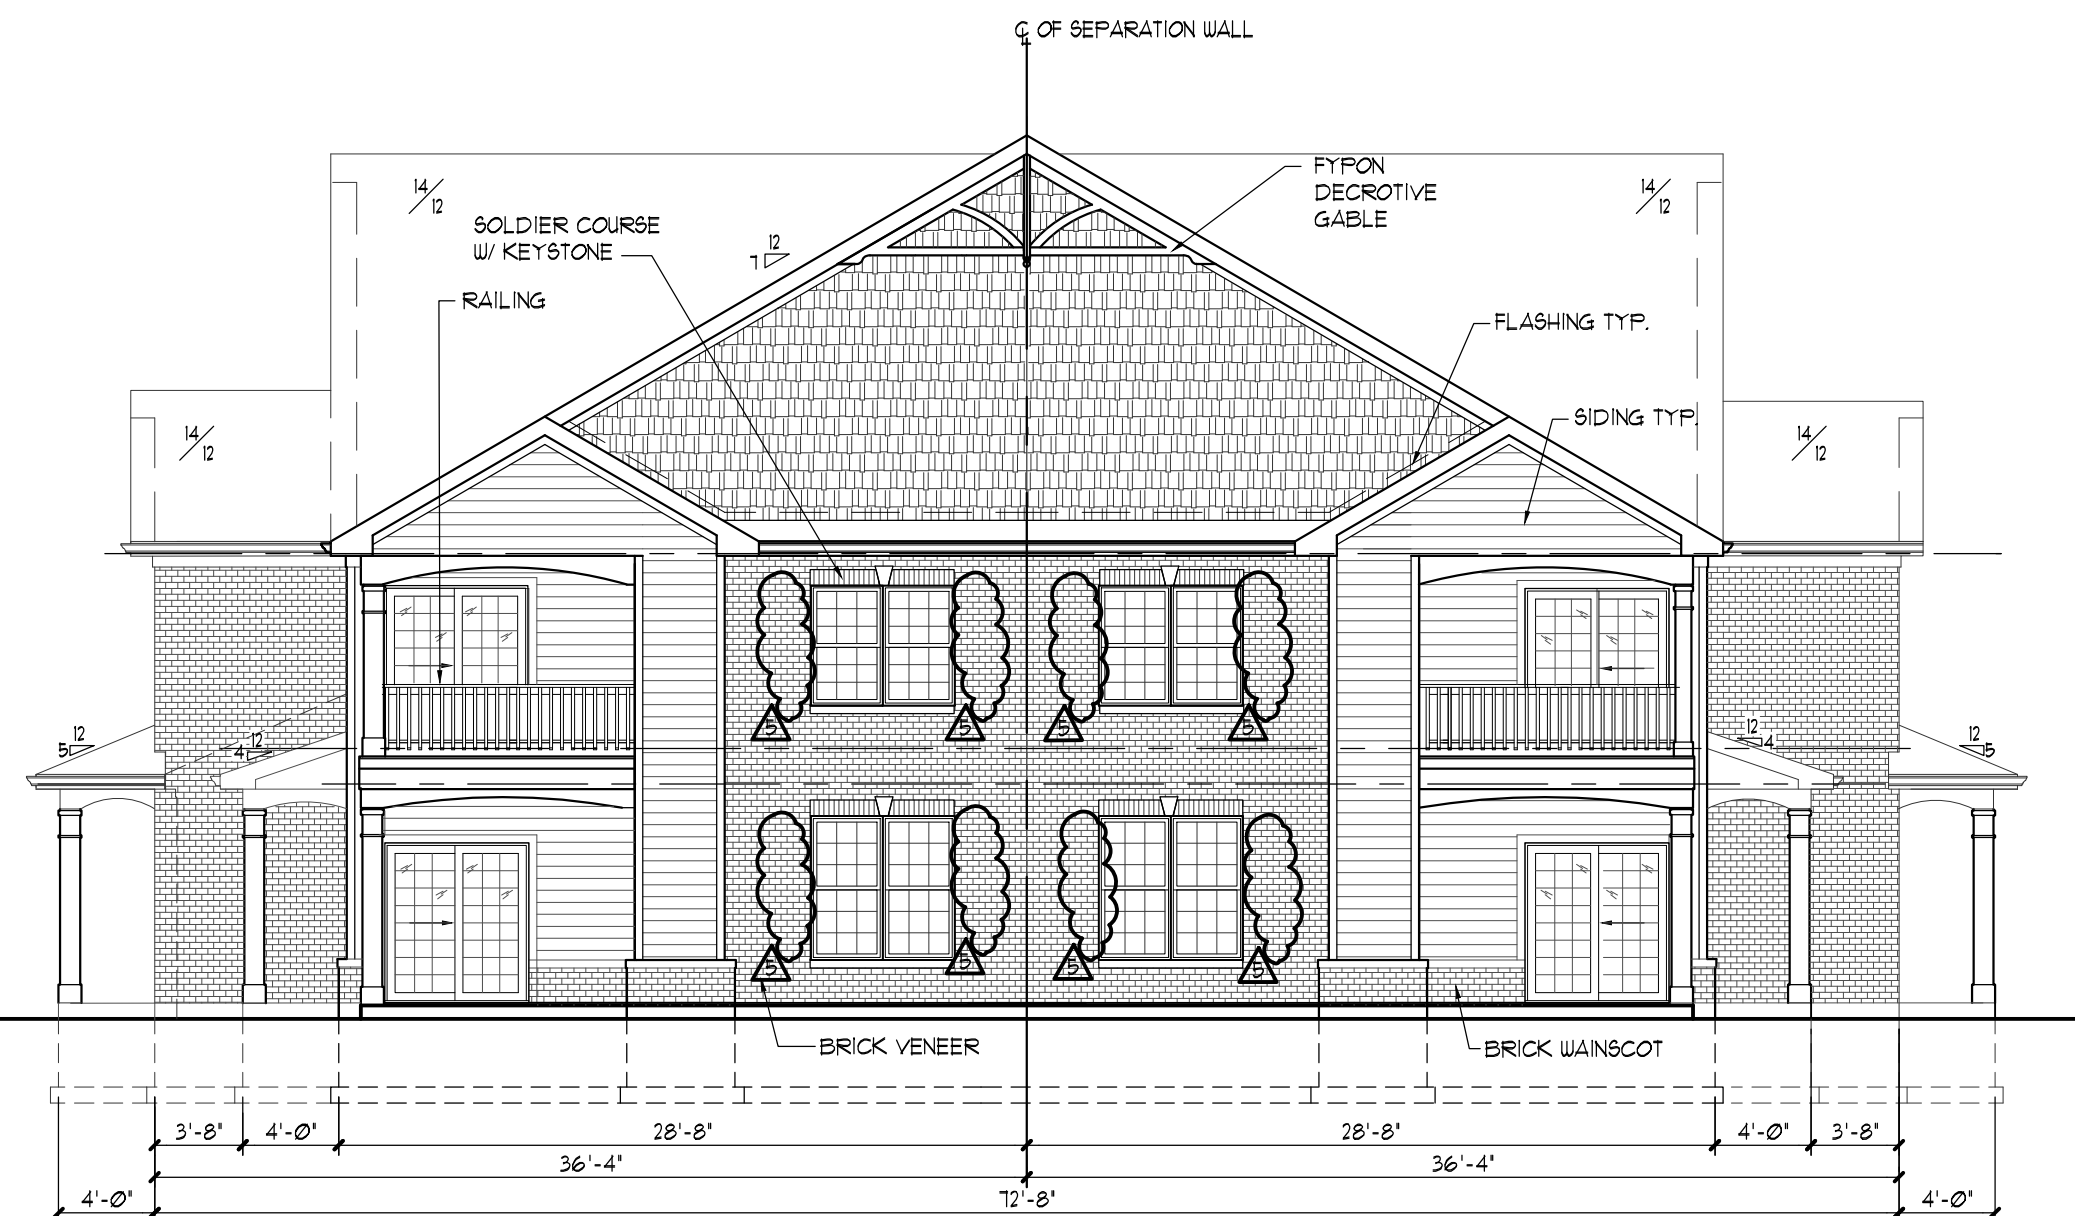 ℄ OF SEPARATION WALL
FYPON
DECROTIVE
GABLE
14/12
14/12
SOLDIER COURSE
W/ KEYSTONE
12
7
RAILING
FLASHING TYP.
SIDING TYP.
14/12
14/12
12
5
12
4
12
4
12
5
5
5
5
5
5
5
5
5
BRICK VENEER
BRICK WAINSCOT
3'-8" 4'-0" 28'-8" 28'-8" 4'-0" 3'-8"
36'-4" 36'-4"
4'-0" 72'-8" 4'-0"